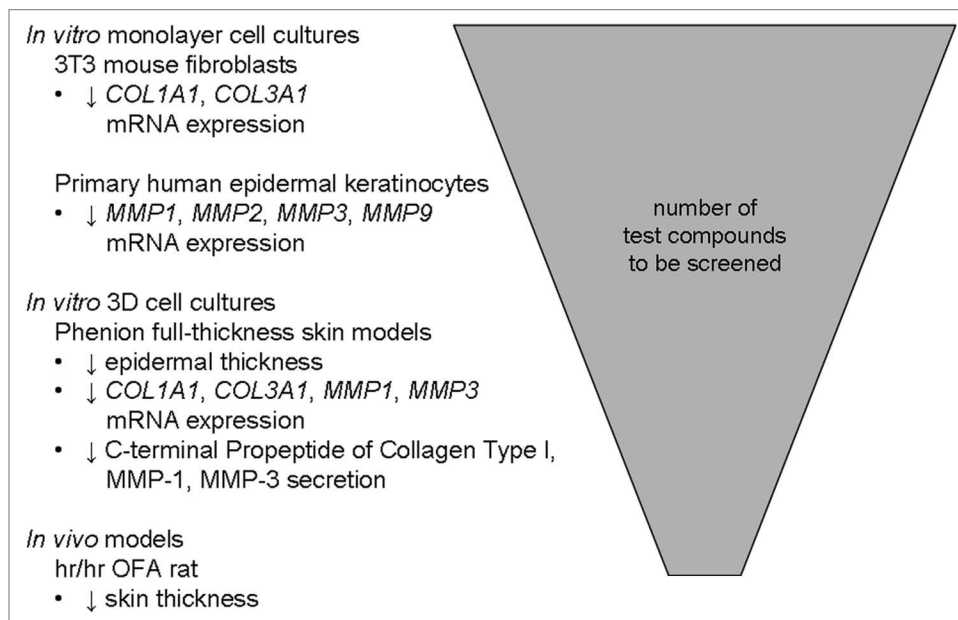 In vitro monolayer cell cultures
3T3 mouse fibroblasts
• ↓ COL1A1, COL3A1
mRNA expression
Primary human epidermal keratinocytes
• ↓ MMP1, MMP2, MMP3, MMP9
mRNA expression
In vitro 3D cell cultures
Phenion full-thickness skin models
• ↓ epidermal thickness
• ↓ COL1A1, COL3A1, MMP1, MMP3
mRNA expression
• ↓ C-terminal Propeptide of Collagen Type I,
MMP-1, MMP-3 secretion
In vivo models
hr/hr OFA rat
• ↓ skin thickness
number of
test compounds
to be screened